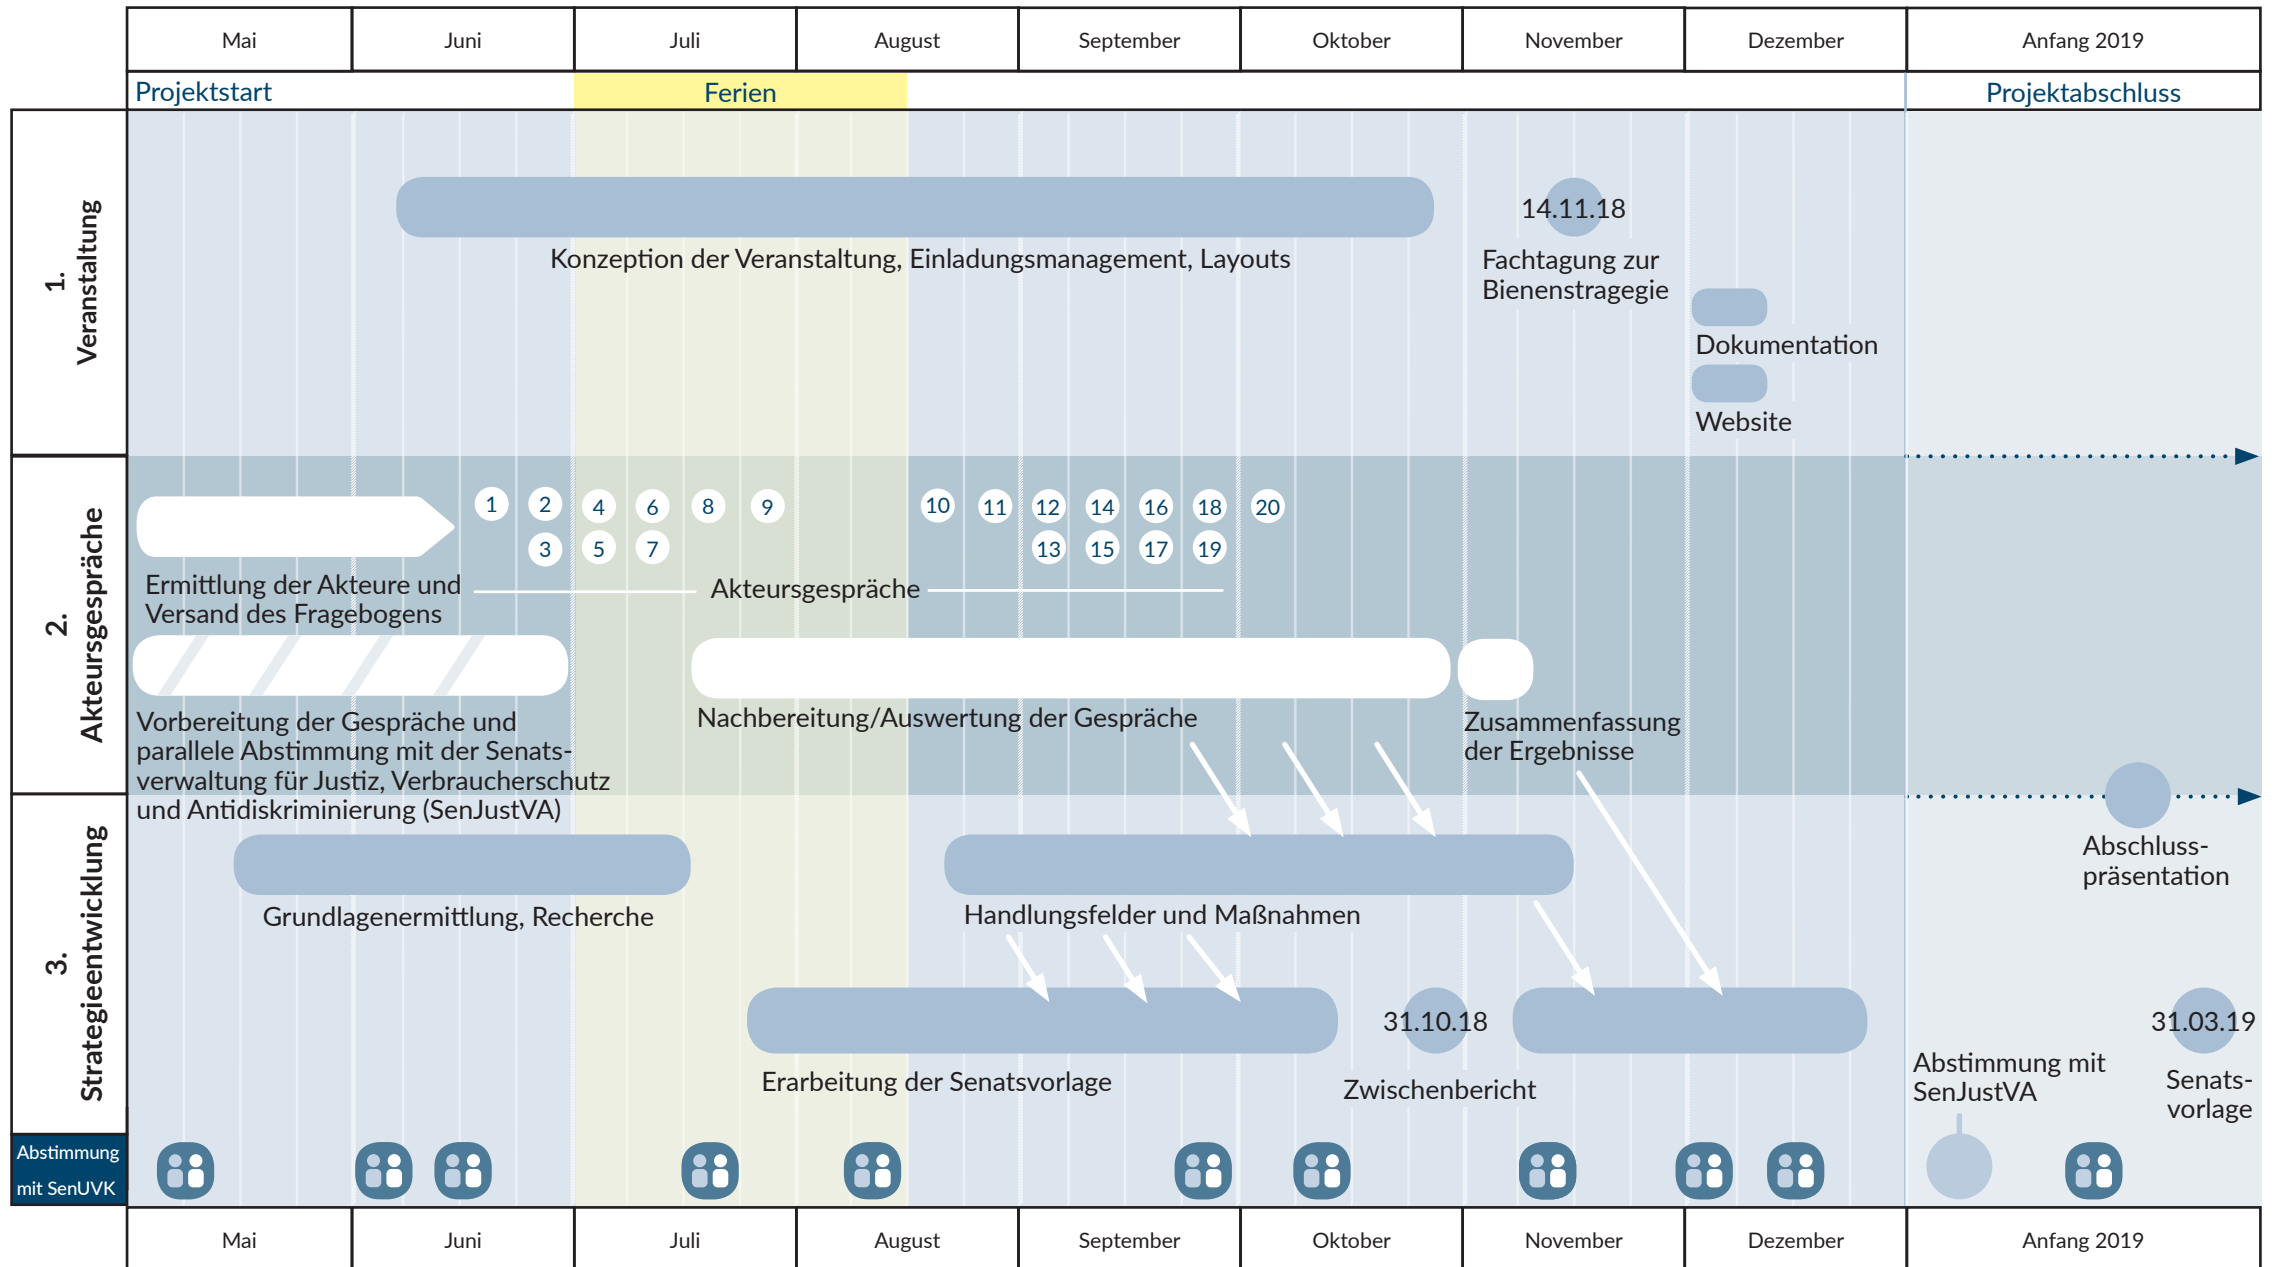 Mai
Juni
Juli
August
September
Oktober
November
Dezember
Anfang 2019
Projektstart
Ferien
Projektabschluss
1.
Veranstaltung
Konzeption der Veranstaltung, Einladungsmanagement, Layouts
14.11.18
Fachtagung zur
Bienenstragegie
Dokumentation
Website
2.
Akteursgespräche
1
2
3
4
5
6
7
8
9
10
11
12
13
14
15
16
17
18
19
20
Ermittlung der Akteure und
Versand des Fragebogens
Akteursgespräche
Vorbereitung der Gespräche und
parallele Abstimmung mit der Senats-
verwaltung für Justiz, Verbraucherschutz
und Antidiskriminierung (SenJustVA)
Nachbereitung/Auswertung der Gespräche
Zusammenfassung
der Ergebnisse
3.
Strategieentwicklung
Grundlagenermittlung, Recherche
Handlungsfelder und Maßnahmen
Abschluss-
präsentation
Erarbeitung der Senatsvorlage
31.10.18
Zwischenbericht
Abstimmung mit
SenJustVA
31.03.19
Senats-
vorlage
Abstimmung
mit SenUVK
Mai
Juni
Juli
August
September
Oktober
November
Dezember
Anfang 2019